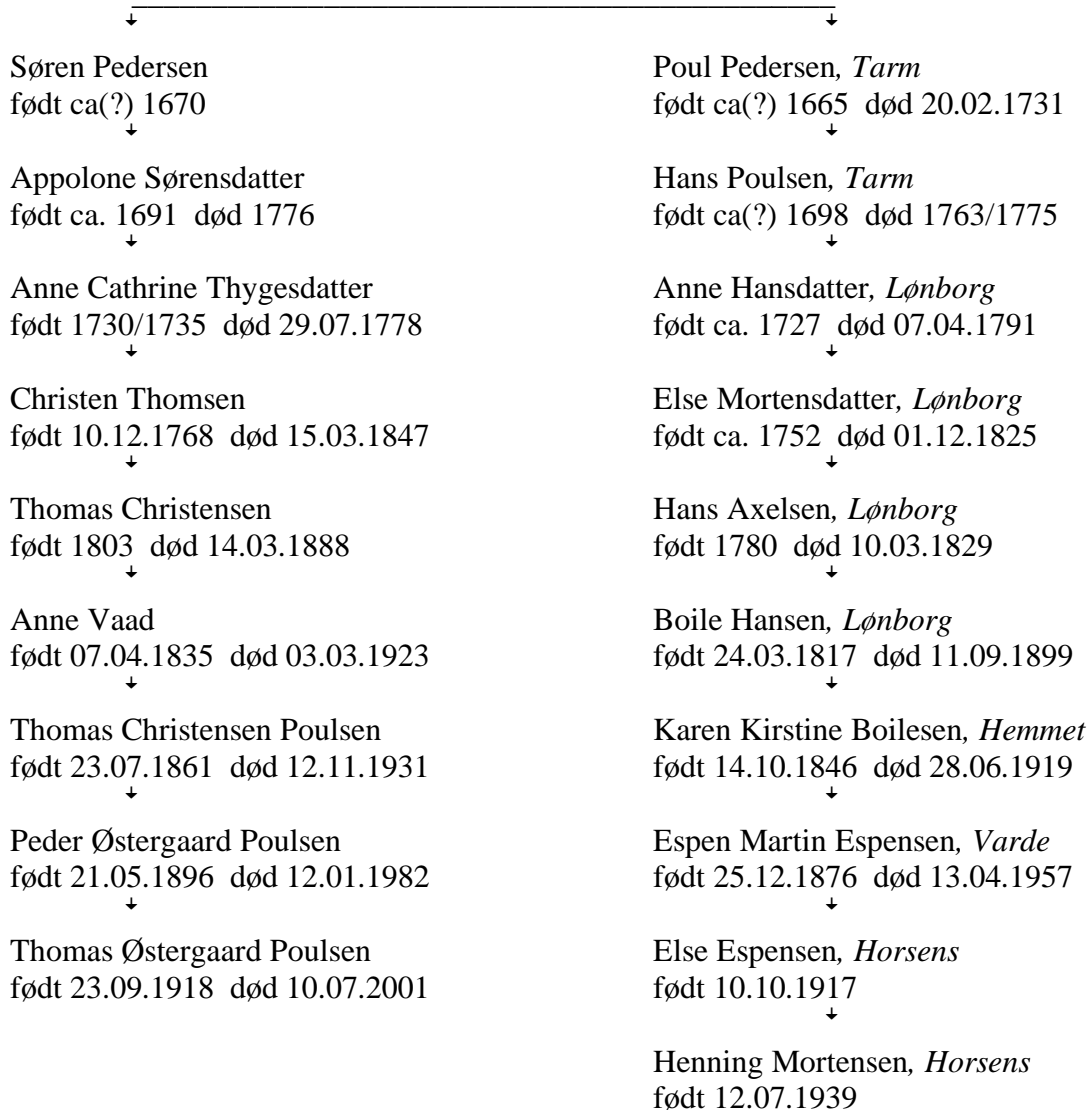 Søren Pedersen
født ca(?) 1670
Appolone Sørensdatter
født ca. 1691  død 1776
Anne Cathrine Thygesdatter
født 1730/1735  død 29.07.1778
Christen Thomsen
født 10.12.1768  død 15.03.1847
Thomas Christensen
født 1803  død 14.03.1888
Anne Vaad
født 07.04.1835  død 03.03.1923
Thomas Christensen Poulsen
født 23.07.1861  død 12.11.1931
Peder Østergaard Poulsen
født 21.05.1896  død 12.01.1982
Thomas Østergaard Poulsen
født 23.09.1918  død 10.07.2001
Poul Pedersen, Tarm
født ca(?) 1665  død 20.02.1731
Hans Poulsen, Tarm
født ca(?) 1698  død 1763/1775
Anne Hansdatter, Lønborg
født ca. 1727  død 07.04.1791
Else Mortensdatter, Lønborg
født ca. 1752  død 01.12.1825
Hans Axelsen, Lønborg
født 1780  død 10.03.1829
Boile Hansen, Lønborg
født 24.03.1817  død 11.09.1899
Karen Kirstine Boilesen, Hemmet
født 14.10.1846  død 28.06.1919
Espen Martin Espensen, Varde
født 25.12.1876  død 13.04.1957
Else Espensen, Horsens
født 10.10.1917
Henning Mortensen, Horsens
født 12.07.1939